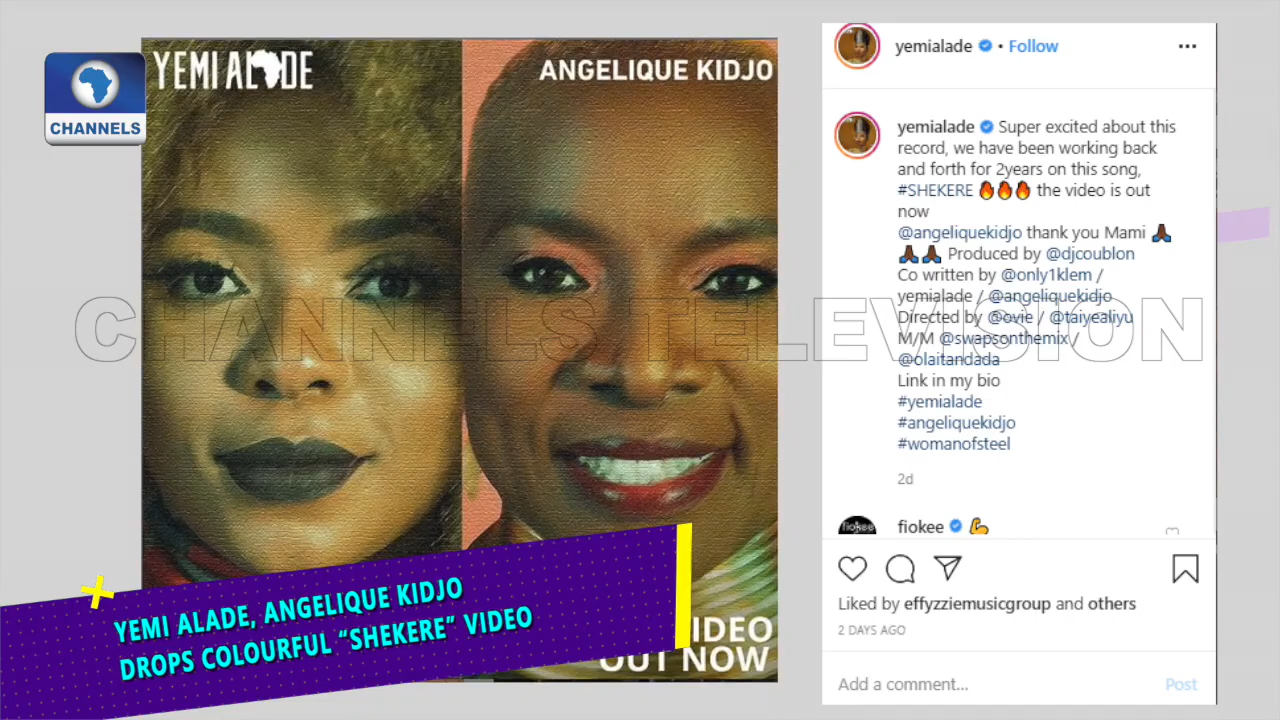 CHANNELS
YEMI ALADE
ANGELIQUE KIDJO
YEMI ALADE, ANGELIQUE KIDJO
DROPS COLOURFUL “SHEKERE” VIDEO
OUT NOW
CHANNELS TELEVISION
yemialade • Follow
yemialade Super excited about this
record, we have been working back
and forth for 2years on this song,
#SHEKERE 🔥🔥🔥 the video is out
now
@angeliquekidjo thank you Mami 🙏🏿
🙏🏿🙏🏿 Produced by @djcoublon
Co written by @only1klem /
yemialade / @angeliquekidjo
Directed by @ovie / @taiyealiyu
M/M @swapsonthemix /
@olaitandada
Link in my bio
#yemialade
#angeliquekidjo
#womanofsteel
2d
fiokee
fiokee 💪
Liked by effyzziemusicgroup and others
2 DAYS AGO
Add a comment...
Post